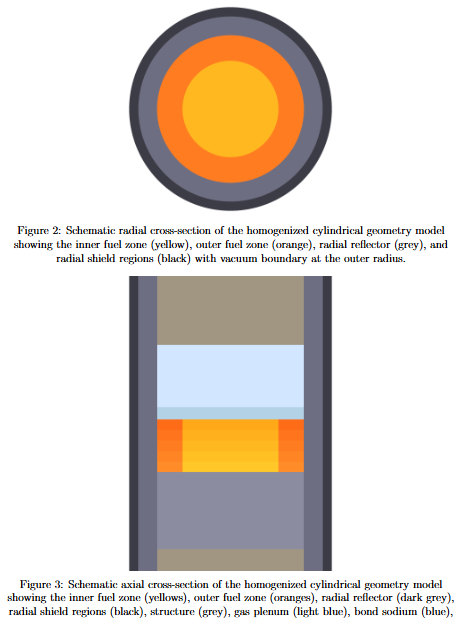 Figure 2: Schematic radial cross-section of the homogenized cylindrical geometry model
showing the inner fuel zone (yellow), outer fuel zone (orange), radial reflector (grey), and
radial shield regions (black) with vacuum boundary at the outer radius.
Figure 3: Schematic axial cross-section of the homogenized cylindrical geometry model
showing the inner fuel zone (yellows), outer fuel zone (oranges), radial reflector (dark grey),
radial shield regions (black), structure (grey), gas plenum (light blue), bond sodium (blue),